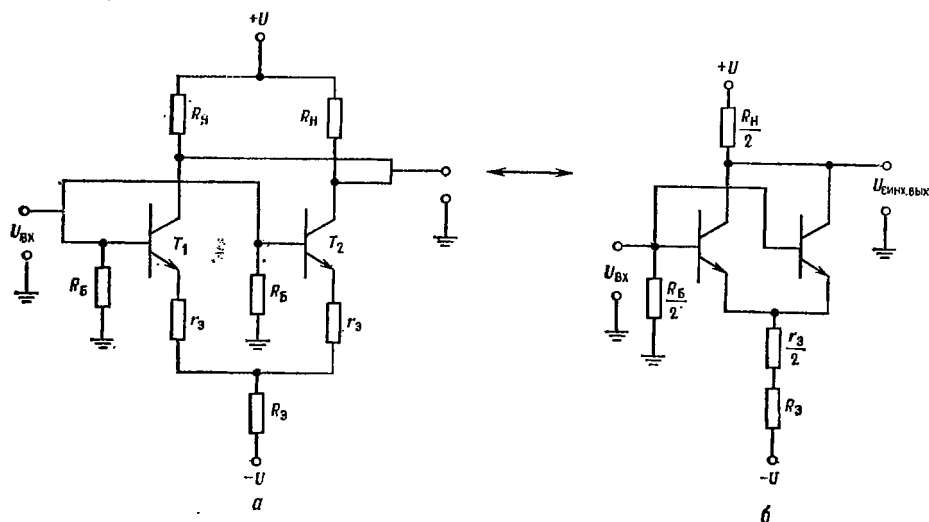 +U
R_Н
R_Н
U_вх
T_1
T_2
R_Б
R_Б
r_э
r_э
R_э
-U
а
+U
R_Н
2
U_синх.вых
U_вх
R_Б
2
r_э
2
R_э
-U
б